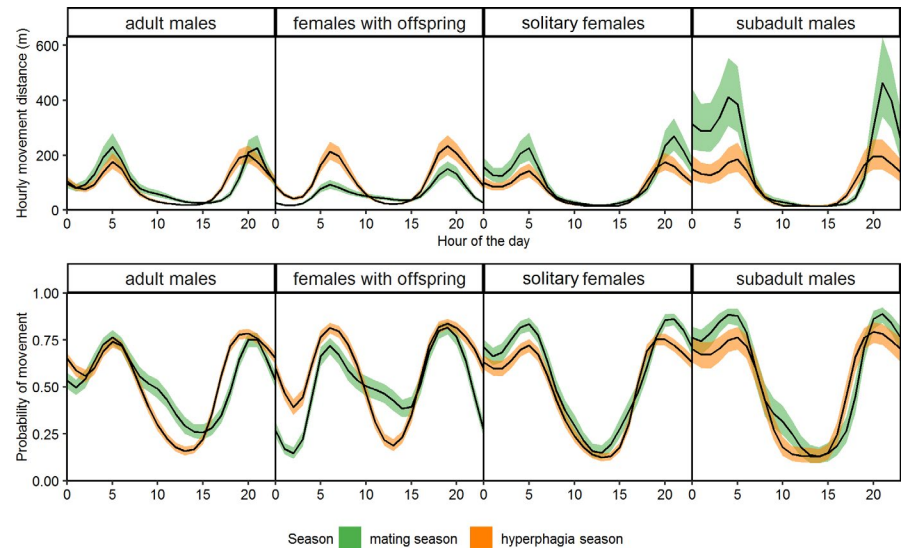 adult males females with offspring solitary females subadult males
Hourly movement distance (m)
600
400
200
0
0 5 10 15 20 0 5 10 15 20 0 5 10 15 20 0 5 10 15 20
Hour of the day
adult males females with offspring solitary females subadult males
Probability of movement
1.00
0.75
0.50
0.25
0.00
0 5 10 15 20 0 5 10 15 20 0 5 10 15 20 0 5 10 15 20
Season mating season hyperphagia season